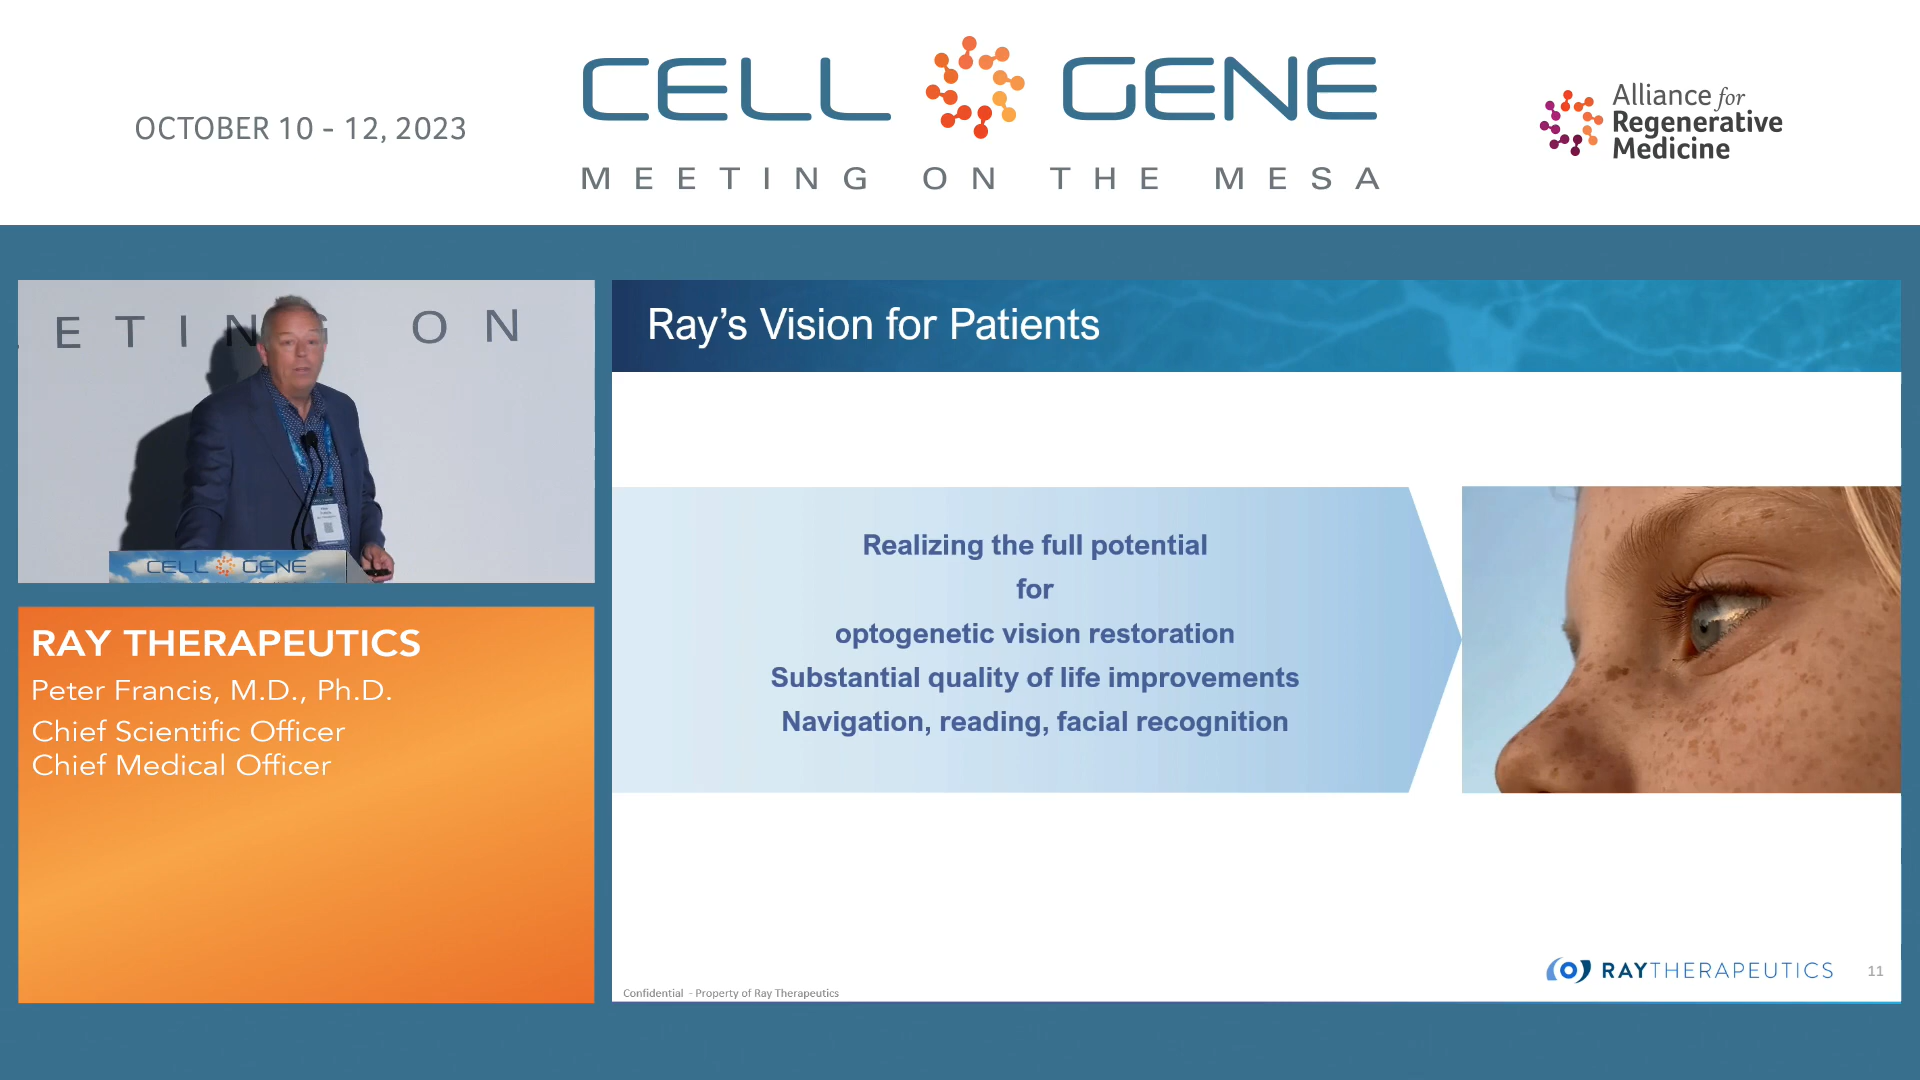 OCTOBER 10 - 12, 2023
CELL GENE
MEETING ON THE MESA
Alliance for
Regenerative
Medicine
ETING ON
CELL GENE
RAY THERAPEUTICS
Peter Francis, M.D., Ph.D.
Chief Scientific Officer
Chief Medical Officer
Ray's Vision for Patients
Realizing the full potential
for
optogenetic vision restoration
Substantial quality of life improvements
Navigation, reading, facial recognition
RAYTHERAPEUTICS
11
Confidential - Property of Ray Therapeutics